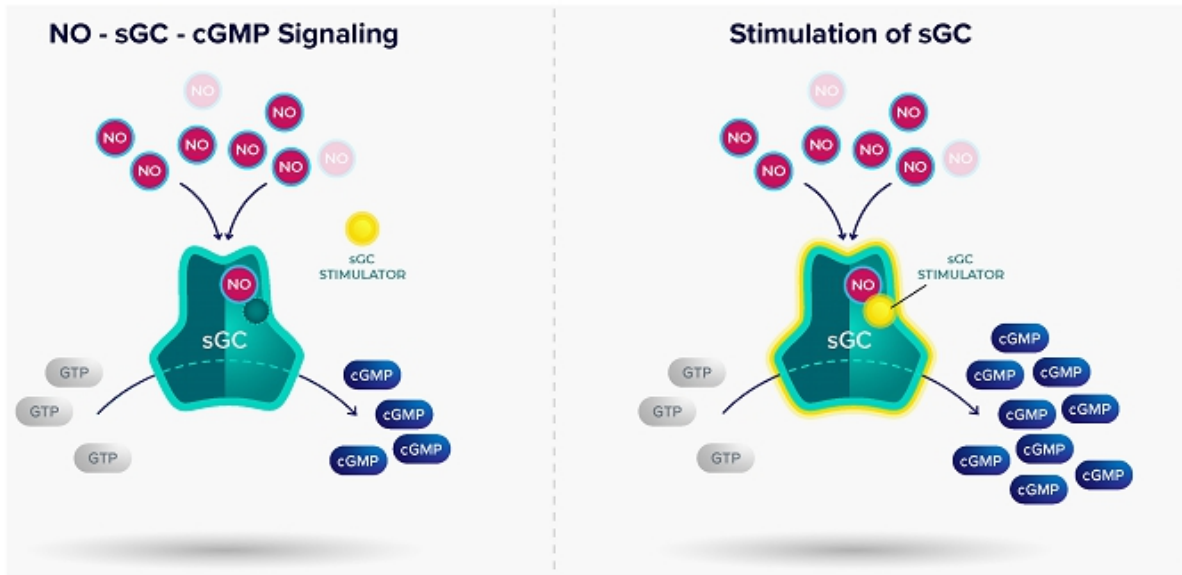 NO - sGC - cGMP Signaling
NO
NO
NO
NO
NO
NO
NO
NO
sGC
STIMULATOR
NO
sGC
GTP
GTP
GTP
cGMP
cGMP
cGMP
cGMP
Stimulation of sGC
NO
NO
NO
NO
NO
NO
NO
NO
sGC
STIMULATOR
NO
sGC
GTP
GTP
GTP
cGMP
cGMP
cGMP
cGMP
cGMP
cGMP
cGMP
cGMP
cGMP